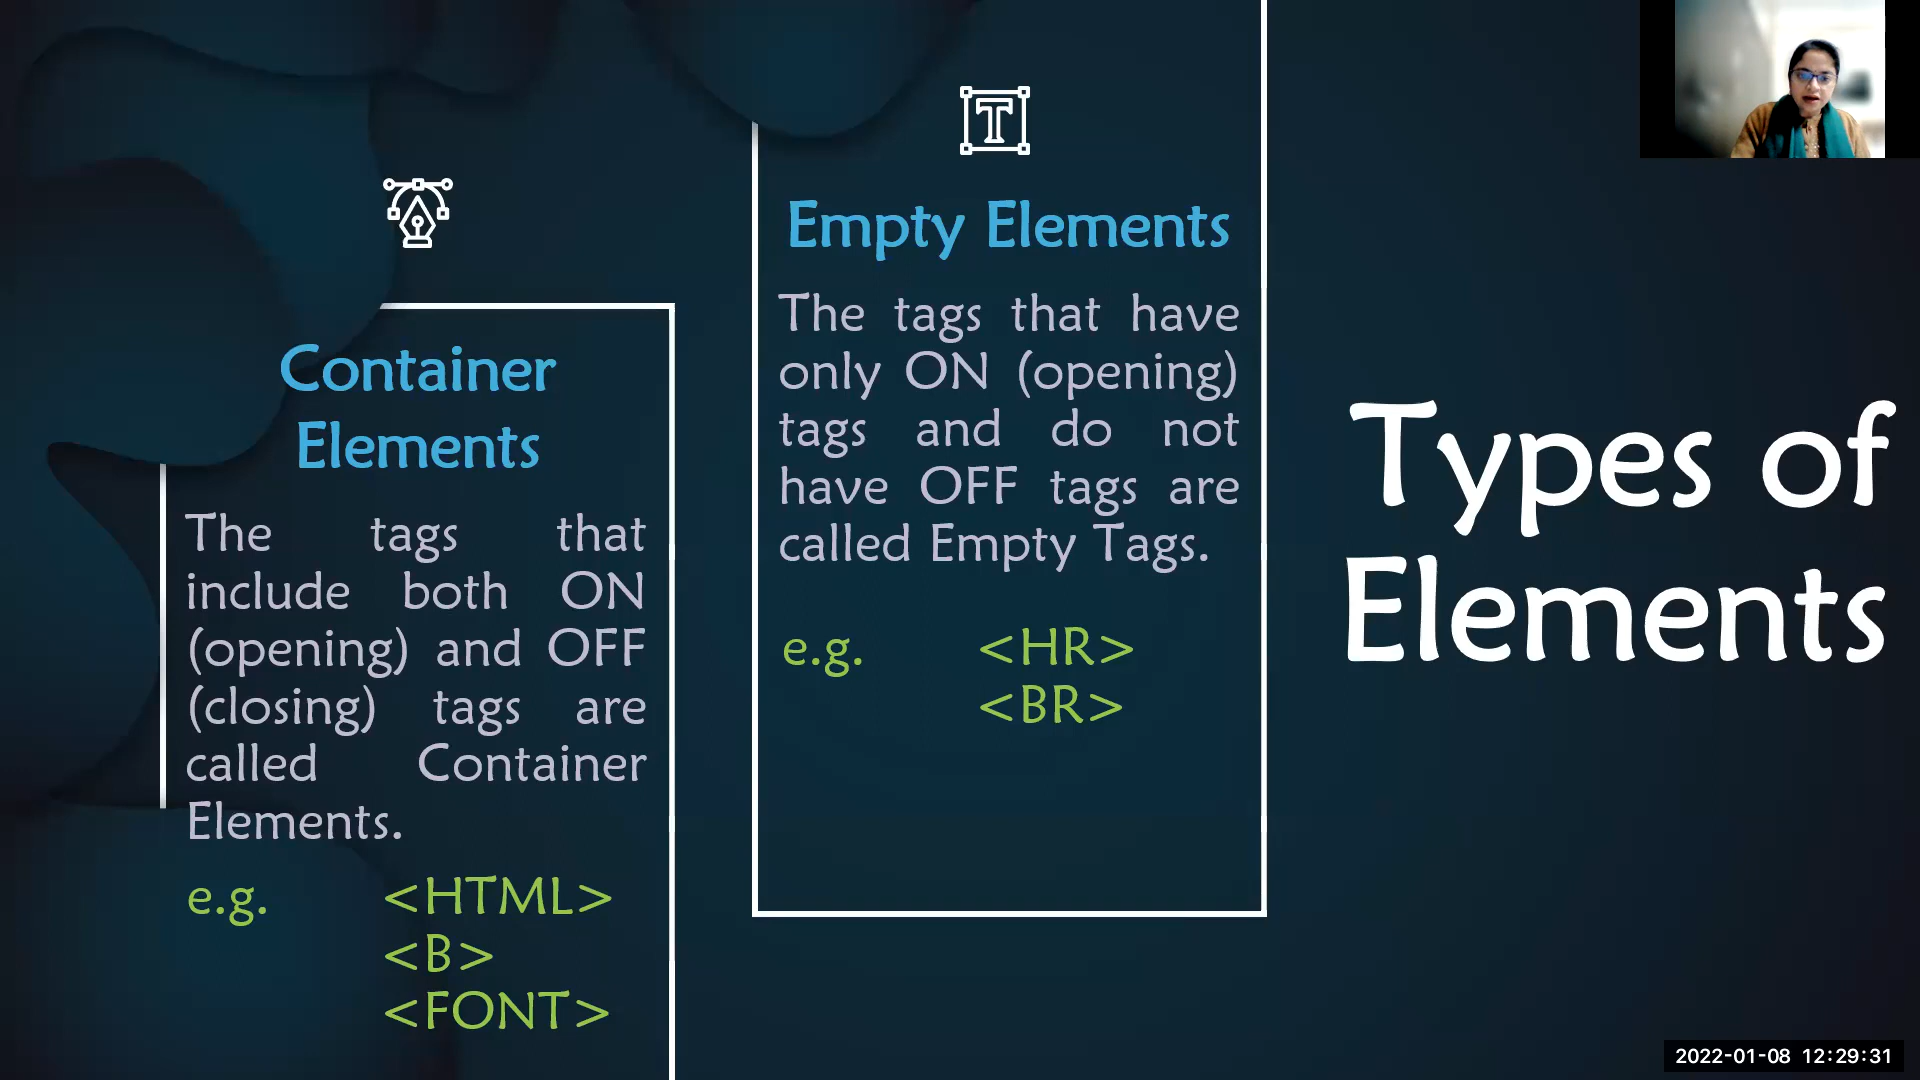 Container
Elements
The tags that
include both ON
(opening) and OFF
(closing) tags are
called Container
Elements.
e.g. <HTML>
<B>
<FONT>
T
Empty Elements
The tags that have
only ON (opening)
tags and do not
have OFF tags are
called Empty Tags.
e.g. <HR>
<BR>
Types of
Elements
2022-01-08 12:29:31